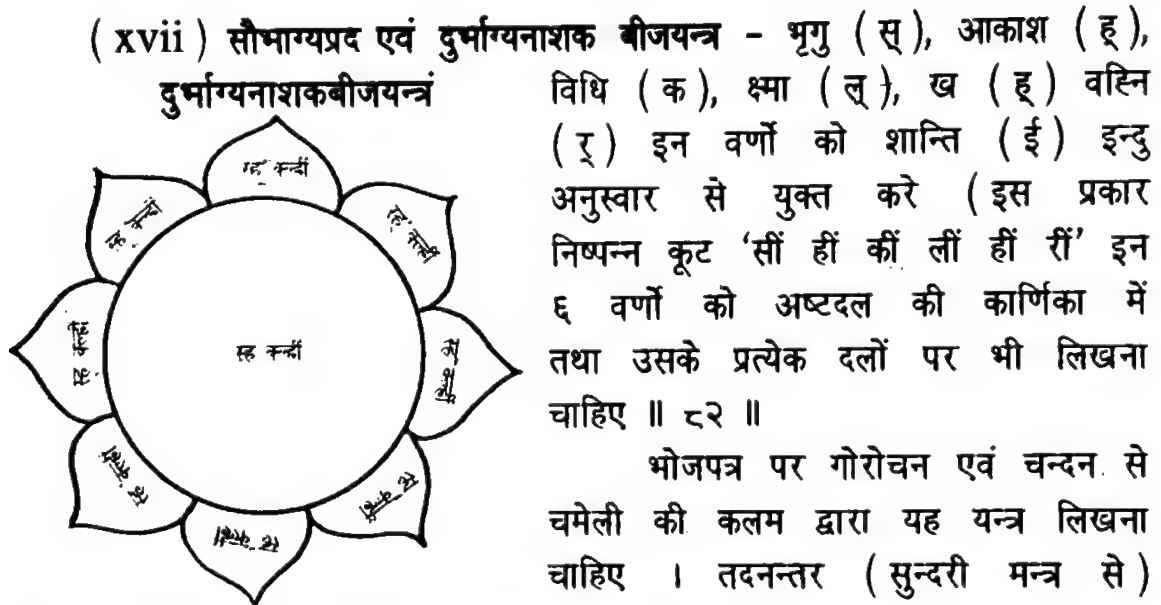 ( xvii ) सौभाग्यप्रद एवं दुर्भाग्यनाशक बीजयन्त्र - भृगु ( स् ), आकाश ( ह् ),
दुर्भाग्यनाशकबीजयन्त्रं
विधि ( क ), क्ष्मा ( ल् ), ख ( ह् ) वह्नि
( र् ) इन वर्णो को शान्ति ( ई ) इन्दु
अनुस्वार से युक्त करे ( इस प्रकार
निष्पन्न कूट ‘सीं हीं कीं लीं हीं रीं’ इन
६ वर्णो को अष्टदल की कार्णिका में
तथा उसके प्रत्येक दलों पर भी लिखना
चाहिए ॥ ८२ ॥
भोजपत्र पर गोरोचन एवं चन्दन से
चमेली की कलम द्वारा यह यन्त्र लिखना
चाहिए । तदनन्तर ( सुन्दरी मन्त्र से )